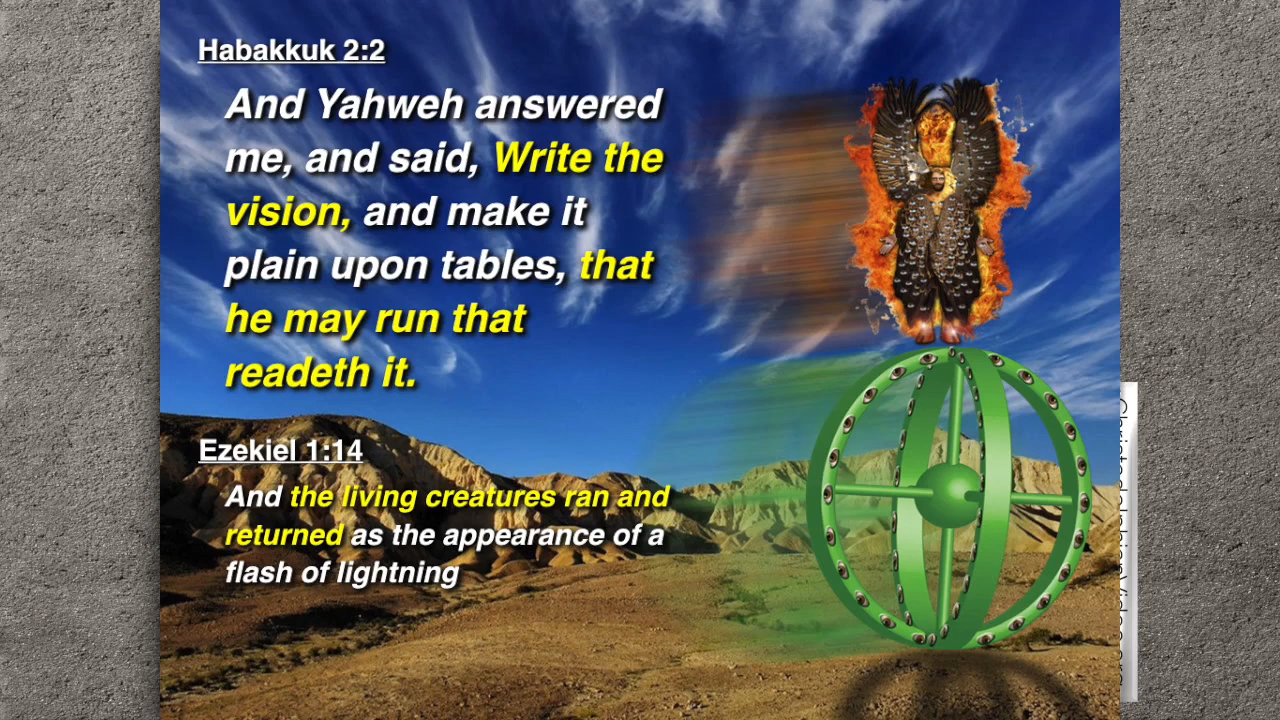 Habakkuk 2:2
And Yahweh answered
me, and said, Write the
vision, and make it
plain upon tables, that
he may run that
readeth it.
Ezekiel 1:14
And the living creatures ran and
returned as the appearance of a
flash of lightning